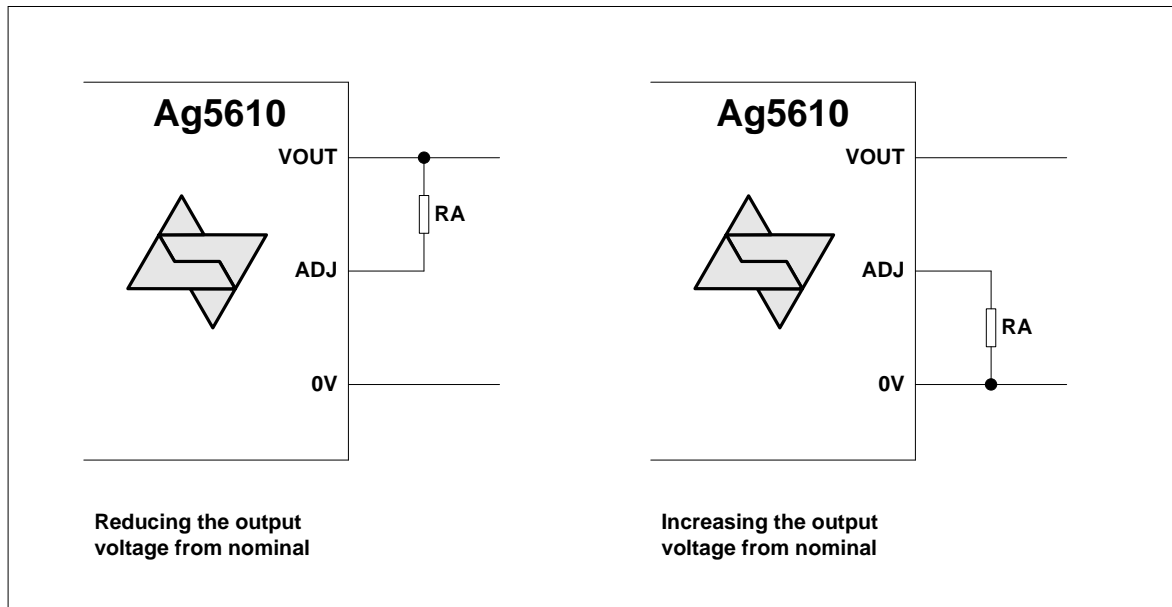 Ag5610
VOUT
RA
ADJ
0V
Reducing the output
voltage from nominal
Ag5610
VOUT
ADJ
RA
0V
Increasing the output
voltage from nominal